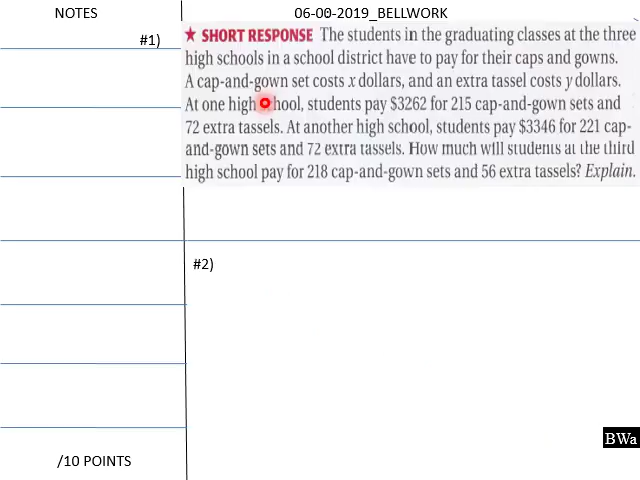 NOTES
06-00-2019_BELLWORK
#1)
★ SHORT RESPONSE The students in the graduating classes at the three
high schools in a school district have to pay for their caps and gowns.
A cap-and-gown set costs x dollars, and an extra tassel costs y dollars.
At one high school, students pay $3262 for 215 cap-and-gown sets and
72 extra tassels. At another high school, students pay $3346 for 221 cap-
and-gown sets and 72 extra tassels. How much will students at the third
high school pay for 218 cap-and-gown sets and 56 extra tassels? Explain.
#2)
BWa
/10 POINTS